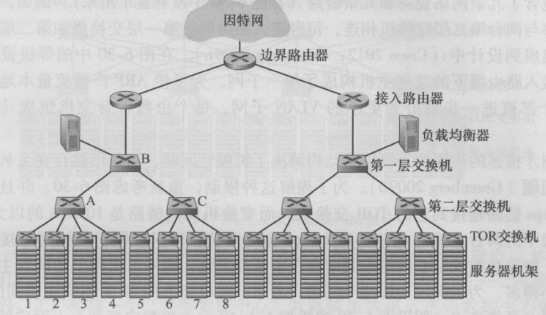 因特网
边界路由器
接入路由器
负载均衡器
B
第一层交换机
A
C
第二层交换机
TOR交换机
服务器机架
1 2 3 4 5 6 7 8